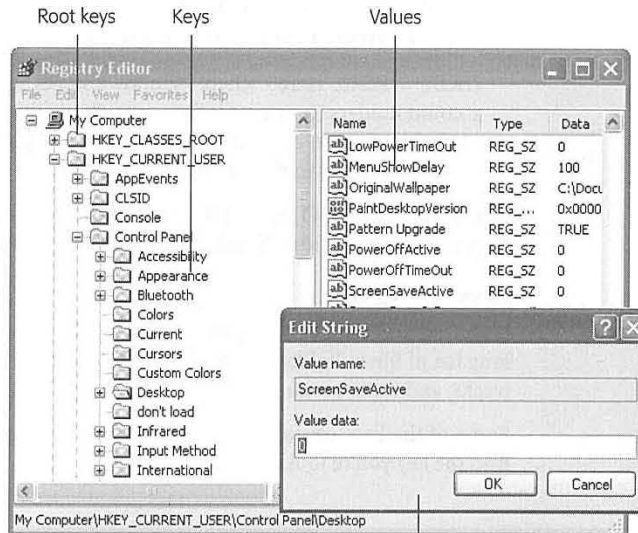 Root keys Keys Values
Registry Editor
File Edit View Favorites Help
My Computer
HKEY_CLASSES_ROOT
HKEY_CURRENT_USER
AppEvents
CLSID
Console
Control Panel
Accessibility
Appearance
Bluetooth
Colors
Current
Cursors
Custom Colors
Desktop
don't load
Infrared
Input Method
International
Name Type Data
LowPowerTimeOut REG_SZ 0
MenuShowDelay REG_SZ 100
OriginalWallpaper REG_SZ C:\Docu
PaintDesktopVersion REG_... 0x0000
Pattern Upgrade REG_SZ TRUE
PowerOffActive REG_SZ 0
PowerOffTimeOut REG_SZ 0
ScreenSaveActive REG_SZ 0
Edit String
Value name:
ScreenSaveActive
Value data:
0
OK Cancel
My Computer\HKEY_CURRENT_USER\Control Panel\Desktop